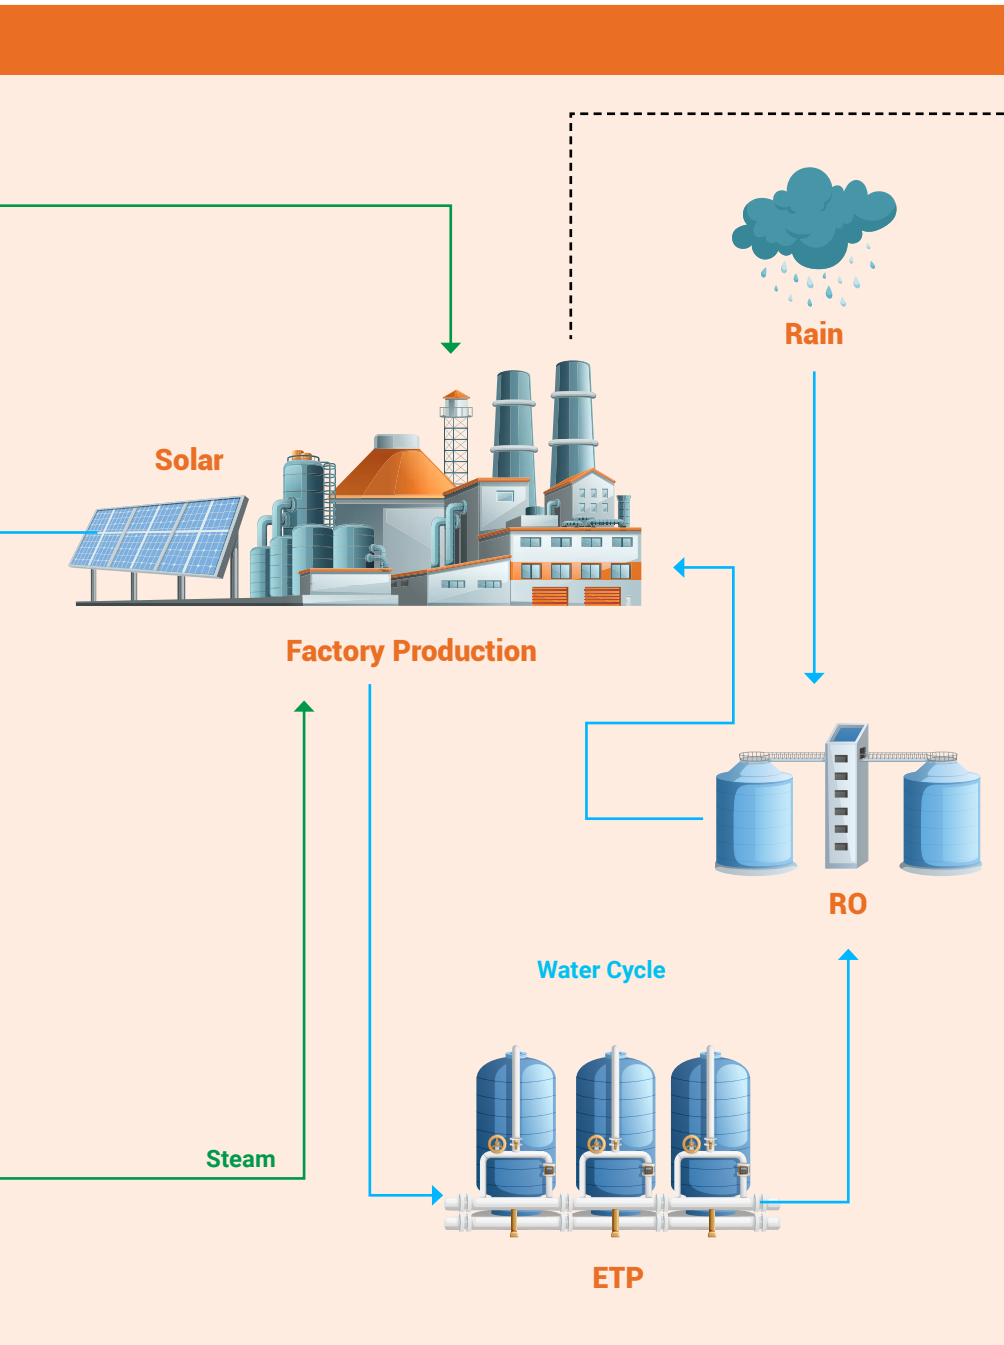 Rain
Solar
Factory Production
RO
Water Cycle
Steam
ETP